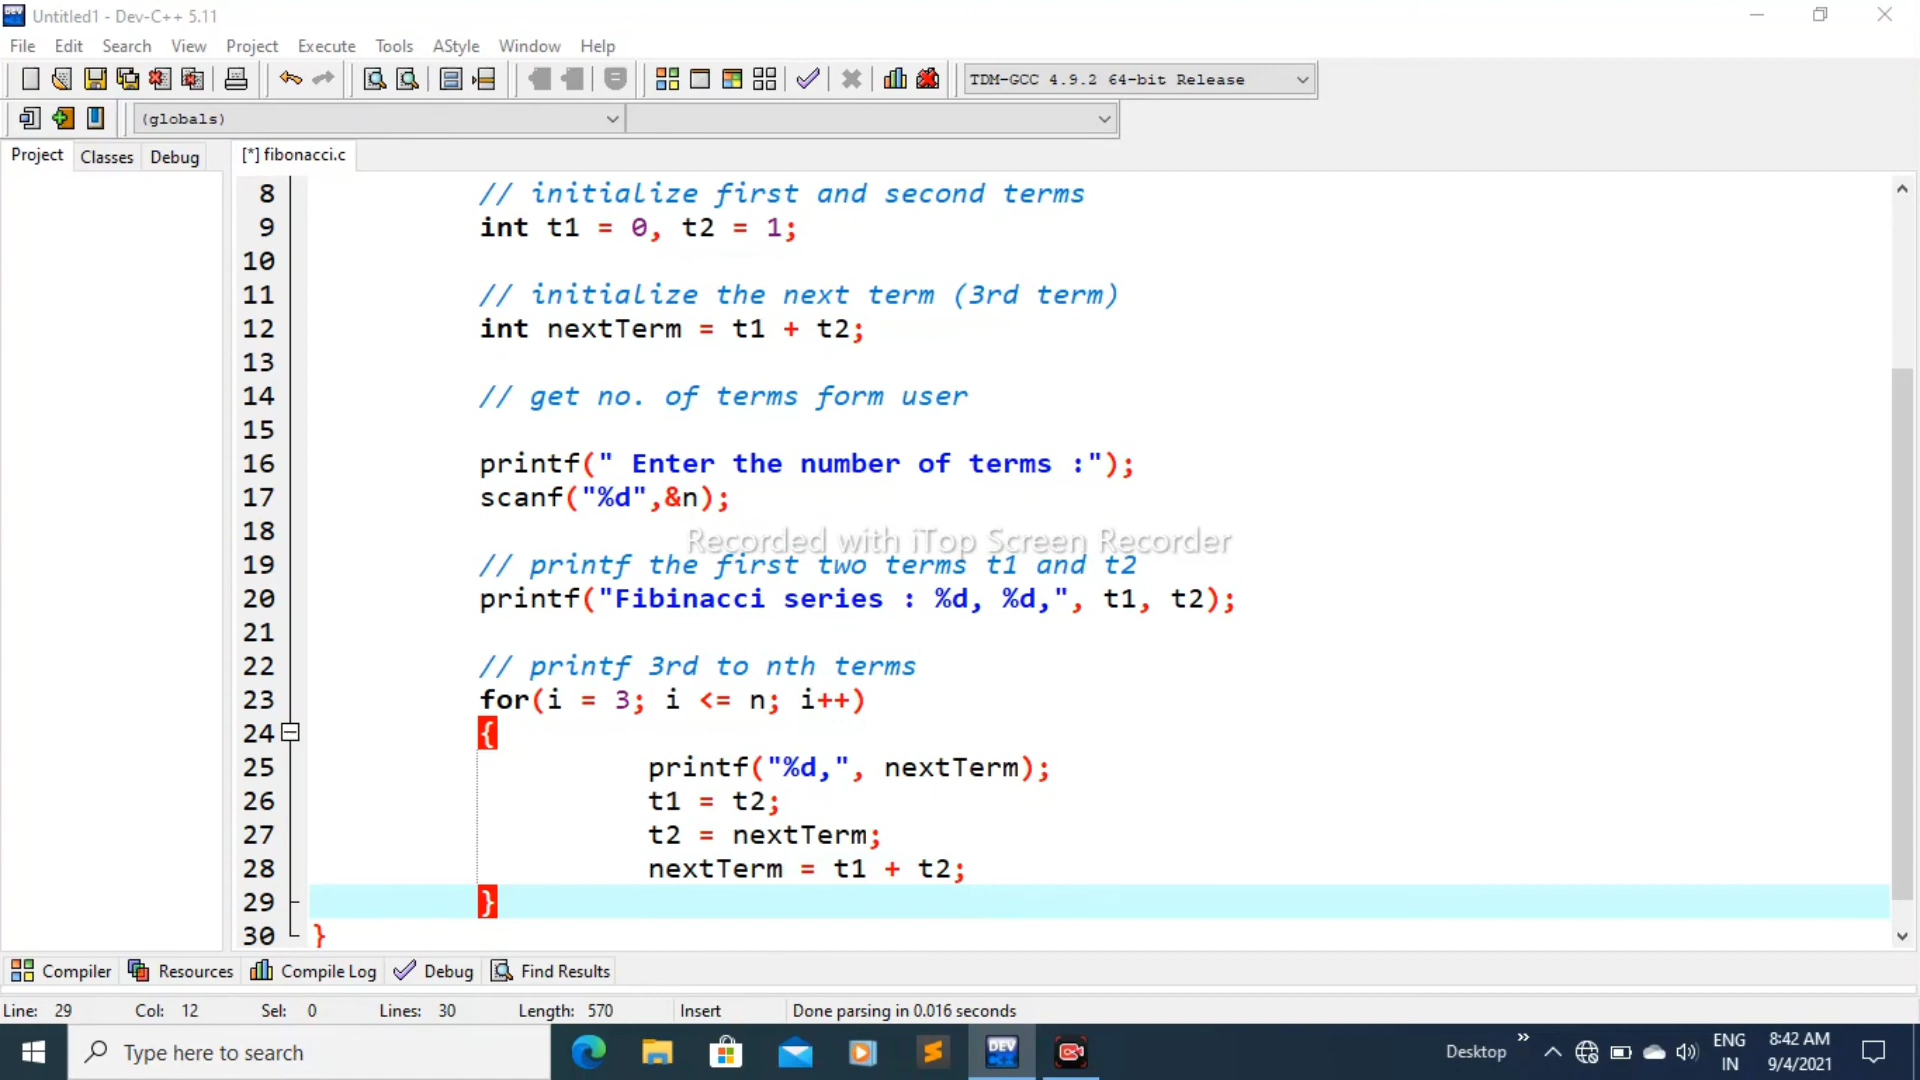 Untitled1 - Dev-C++ 5.11
File Edit Search View Project Execute Tools AStyle Window Help
TDM-GCC 4.9.2 64-bit Release
(globals)
Project Classes Debug [*] fibonacci.c
8 // initialize first and second terms
9 int t1 = 0, t2 = 1;
10
11 // initialize the next term (3rd term)
12 int nextTerm = t1 + t2;
13
14 // get no. of terms form user
15
16 printf(" Enter the number of terms :");
17 scanf("%d",&n);
18
Recorded with iTop Screen Recorder
19 // printf the first two terms t1 and t2
20 printf("Fibinacci series : %d, %d,", t1, t2);
21
22 // printf 3rd to nth terms
23 for(i = 3; i <= n; i++)
24 {
25 printf("%d,", nextTerm);
26 t1 = t2;
27 t2 = nextTerm;
28 nextTerm = t1 + t2;
29 }
30 }
Compiler Resources Compile Log Debug Find Results
Line: 29 Col: 12 Sel: 0 Lines: 30 Length: 570 Insert Done parsing in 0.016 seconds
Type here to search
DEV
Desktop
ENG
IN
8:42 AM
9/4/2021